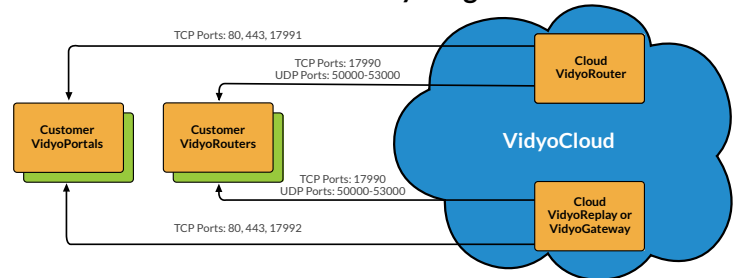 TCP Ports: 80, 443, 17991
TCP Ports: 17990
UDP Ports: 50000-53000
Cloud
VidyoRouter
Customer
VidyoPortals
Customer
VidyoRouters
VidyoCloud
TCP Ports: 17990
UDP Ports: 50000-53000
Cloud
VidyoReplay or
VidyoGateway
TCP Ports: 80, 443, 17992